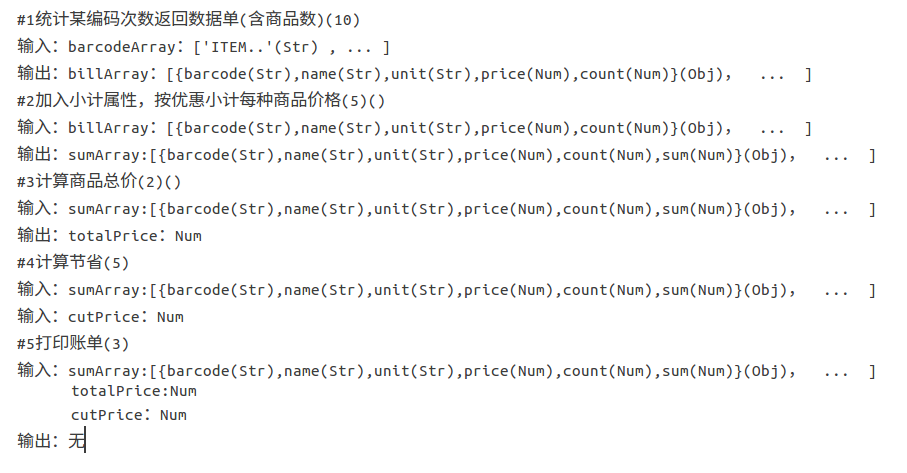 #1统计某编码次数返回数据单(含商品数)(10)
输入: barcodeArray: ['ITEM..'(Str) , ... ]
输出: billArray: [{barcode(Str),name(Str),unit(Str),price(Num),count(Num)}(Obj), ... ]
#2加入小计属性，按优惠小计每种商品价格(5)()
输入: billArray: [{barcode(Str),name(Str),unit(Str),price(Num),count(Num)}(Obj), ... ]
输出: sumArray:[{barcode(Str),name(Str),unit(Str),price(Num),count(Num),sum(Num)}(Obj), ... ]
#3计算商品总价(2)()
输入: sumArray:[{barcode(Str),name(Str),unit(Str),price(Num),count(Num),sum(Num)}(Obj), ... ]
输出: totalPrice: Num
#4计算节省(5)
输入: sumArray:[{barcode(Str),name(Str),unit(Str),price(Num),count(Num),sum(Num)}(Obj), ... ]
输入: cutPrice: Num
#5打印账单(3)
输入: sumArray:[{barcode(Str),name(Str),unit(Str),price(Num),count(Num),sum(Num)}(Obj), ... ]
totalPrice:Num
cutPrice: Num
输出: 无